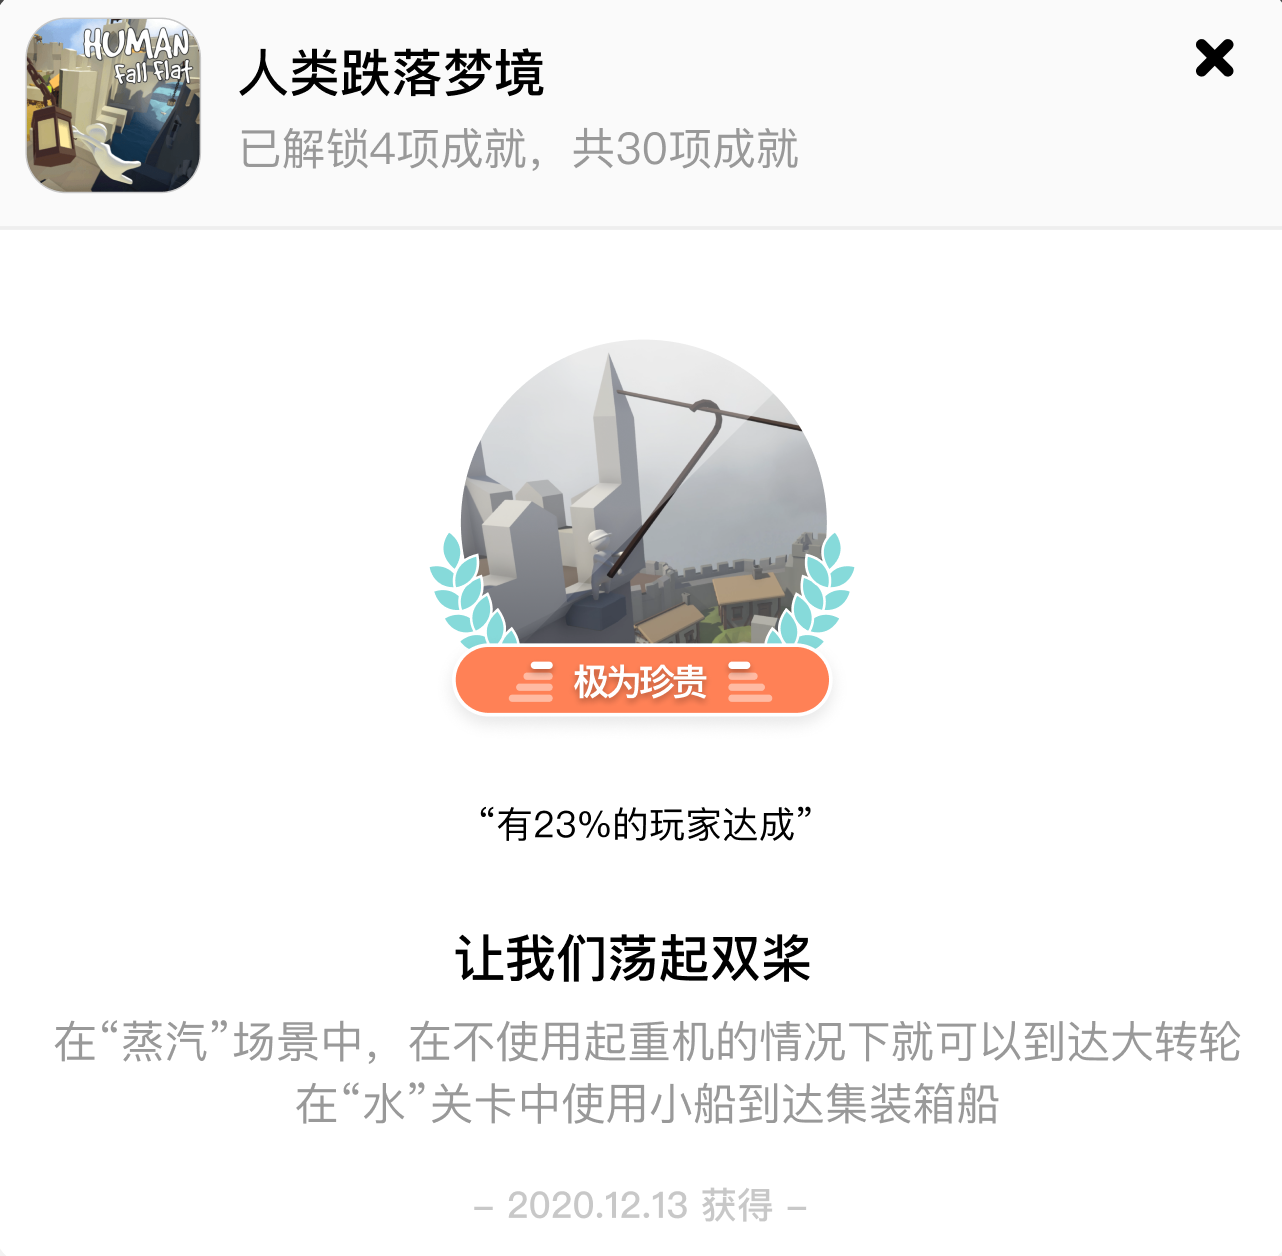 HUMAN
fall flat
人类跌落梦境
已解锁4项成就，共30项成就
极为珍贵
“有23%的玩家达成”
让我们荡起双桨
在“蒸汽”场景中，在不使用起重机的情况下就可以到达大转轮
在“水”关卡中使用小船到达集装箱船
– 2020.12.13 获得 –